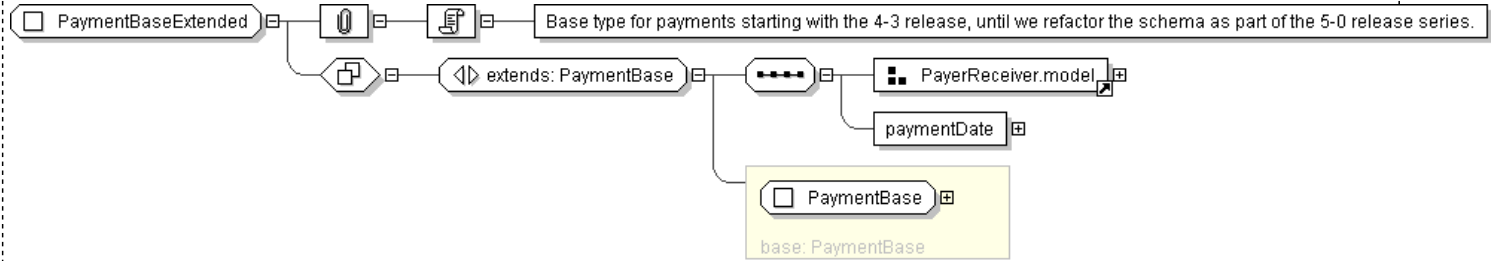 PaymentBaseExtended
Base type for payments starting with the 4-3 release, until we refactor the schema as part of the 5-0 release series.
extends: PaymentBase
PayerReceiver.model
paymentDate
PaymentBase
base: PaymentBase